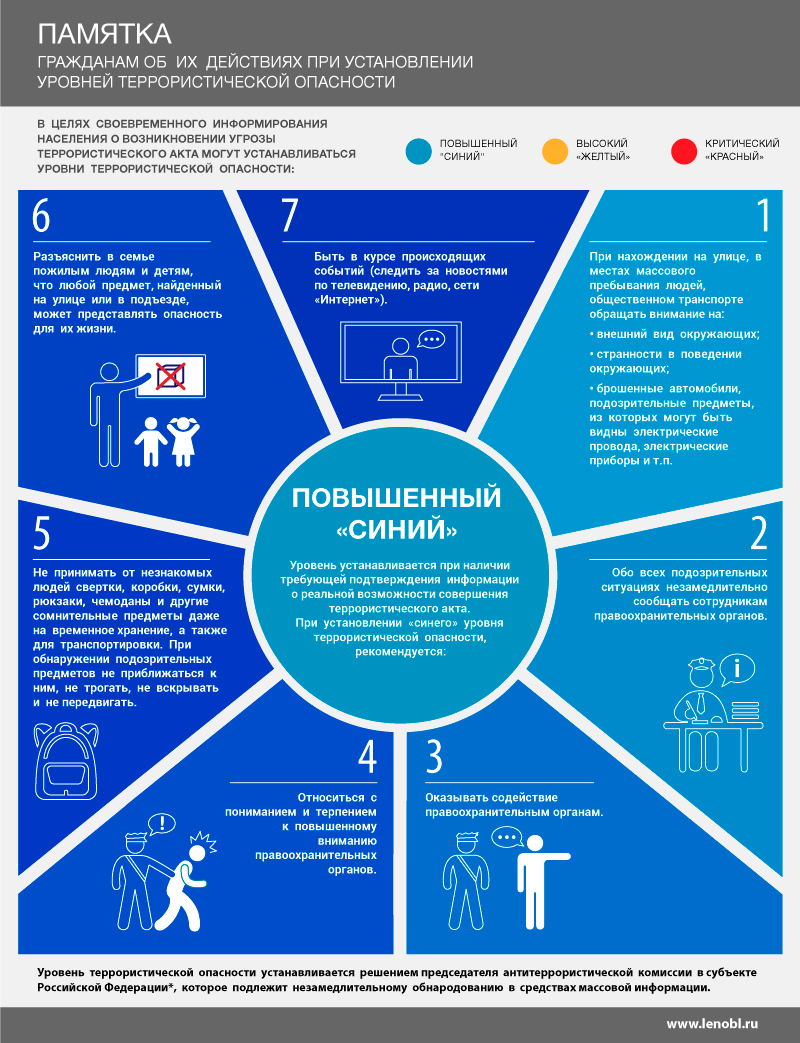 ПАМЯТКА
ГРАЖДАНАМ ОБ ИХ ДЕЙСТВИЯХ ПРИ УСТАНОВЛЕНИИ
УРОВНЕЙ ТЕРРОРИСТИЧЕСКОЙ ОПАСНОСТИ
В ЦЕЛЯХ СВОЕВРЕМЕННОГО ИНФОРМИРОВАНИЯ
НАСЕЛЕНИЯ О ВОЗНИКНОВЕНИИ УГРОЗЫ
ТЕРРОРИСТИЧЕСКОГО АКТА МОГУТ УСТАНАВЛИВАТЬСЯ
УРОВНИ ТЕРРОРИСТИЧЕСКОЙ ОПАСНОСТИ:
ПОВЫШЕННЫЙ
"СИНИЙ"
ВЫСОКИЙ
«ЖЕЛТЫЙ»
КРИТИЧЕСКИЙ
«КРАСНЫЙ»
ПОВЫШЕННЫЙ
«СИНИЙ»
Уровень устанавливается при наличии
требующей подтверждения информации
о реальной возможности совершения
террористического акта.
При установлении «синего» уровня
террористической опасности,
рекомендуется:
1
При нахождении на улице, в
местах массового
пребывания людей,
общественном транспорте
обращать внимание на:
• внешний вид окружающих;
• странности в поведении
окружающих;
• брошенные автомобили,
подозрительные предметы,
из которых могут быть
видны электрические
провода, электрические
приборы и т.п.
2
Обо всех подозрительных
ситуациях незамедлительно
сообщать сотрудникам
правоохранительных органов.
i
3
Оказывать содействие
правоохранительным органам.
4
Относиться с
пониманием и терпением
к повышенному
вниманию
правоохранительных
органов.
!
5
Не принимать от незнакомых
людей свертки, коробки, сумки,
рюкзаки, чемоданы и другие
сомнительные предметы даже
на временное хранение, а также
для транспортировки. При
обнаружении подозрительных
предметов не приближаться к
ним, не трогать, не вскрывать
и не передвигать.
6
Разъяснить в семье
пожилым людям и детям,
что любой предмет, найденный
на улице или в подъезде,
может представлять опасность
для их жизни.
7
Быть в курсе происходящих
событий (следить за новостями
по телевидению, радио, сети
«Интернет»).
Уровень террористической опасности устанавливается решением председателя антитеррористической комиссии в субъекте
Российской Федерации*, которое подлежит незамедлительному обнародованию в средствах массовой информации.
www.lenobl.ru